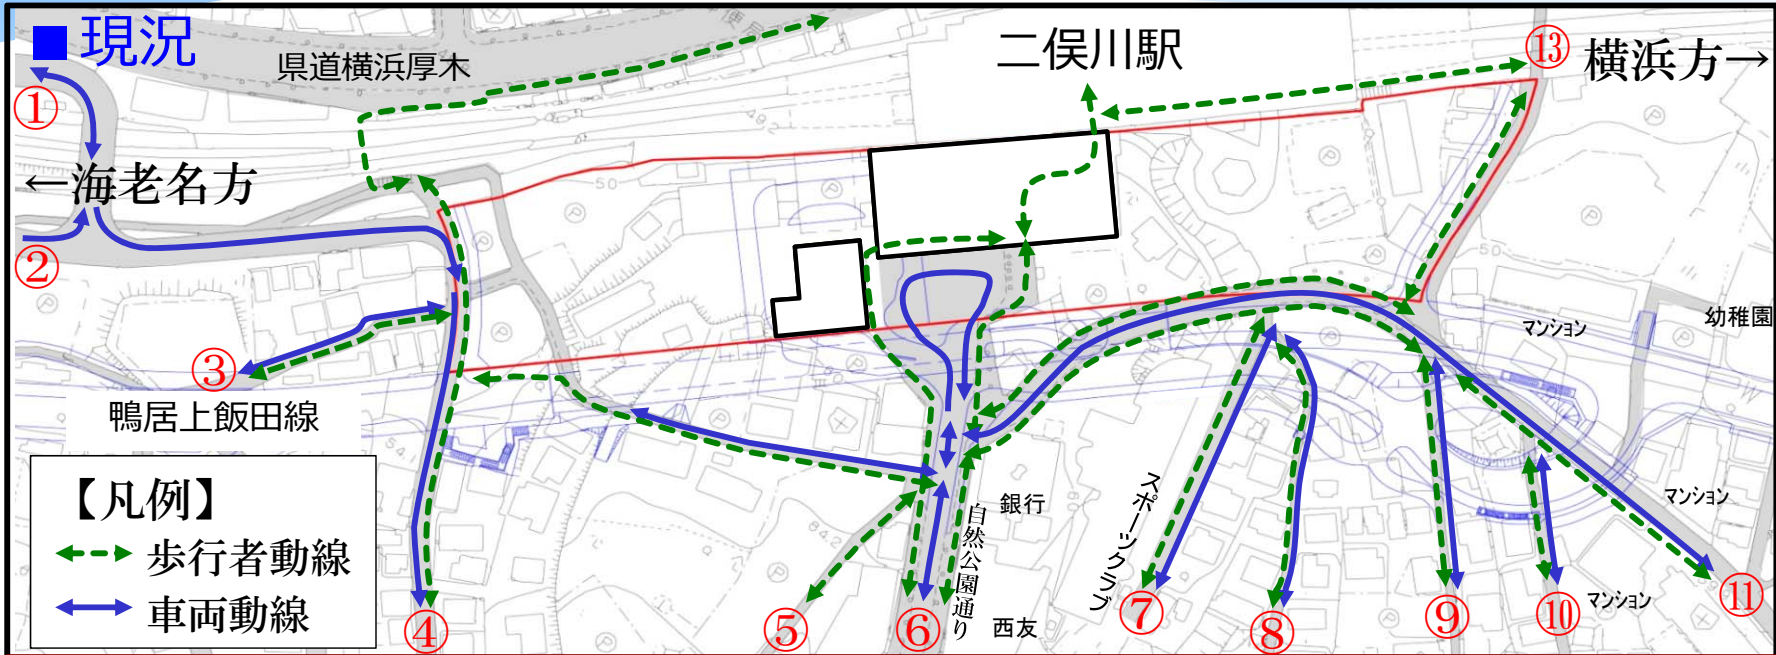 ■ 現況
県道横浜厚木
二俣川駅
⑬
横浜方→
①
←海老名方
②
③
鴨居上飯田線
マンション
幼稚園
【凡例】
歩行者動線
車両動線
銀行
自然公園通り
西友
スポーツクラブ
マンション
マンション
④
⑤
⑥
⑦
⑧
⑨
⑩
⑪